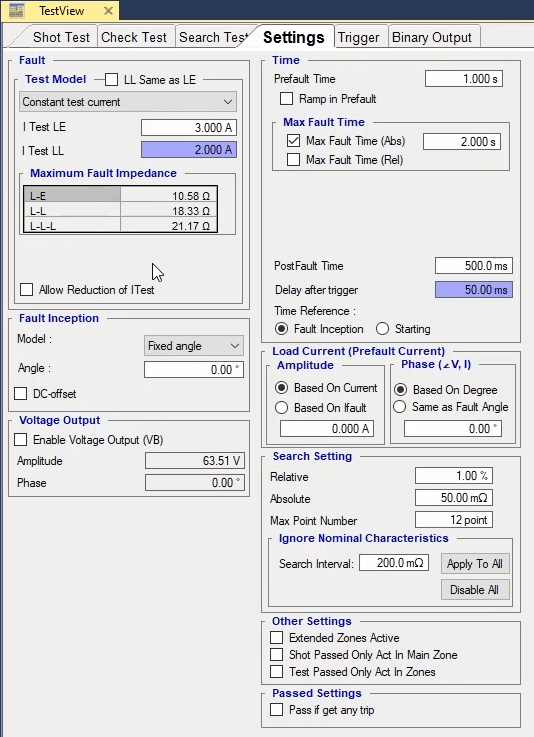 TestView
Shot Test Check Test Search Test Settings Trigger Binary Output
Fault
Test Model LL Same as LE
Constant test current
I Test LE 3.000 A
I Test LL 2.000 A
Maximum Fault Impedance
L-E 10.58 Ω
L-L 18.33 Ω
L-L-L 21.17 Ω
Allow Reduction of ITest
Fault Inception
Model : Fixed angle
Angle : 0.00 °
DC-offset
Voltage Output
Enable Voltage Output (VB)
Amplitude 63.51 V
Phase 0.00 °
Time
Prefault Time 1.000 s
Ramp in Prefault
Max Fault Time
Max Fault Time (Abs) 2.000 s
Max Fault Time (Rel)
PostFault Time 500.0 ms
Delay after trigger 50.00 ms
Time Reference :
Fault Inception Starting
Load Current (Prefault Current)
Amplitude
Based On Current
Based On Ifault
0.000 A
Phase (∠V, I)
Based On Degree
Same as Fault Angle
0.00 °
Search Setting
Relative 1.00 %
Absolute 50.00 mΩ
Max Point Number 12 point
Ignore Nominal Characteristics
Search Interval: 200.0 mΩ Apply To All
Disable All
Other Settings
Extended Zones Active
Shot Passed Only Act In Main Zone
Test Passed Only Act In Zones
Passed Settings
Pass if get any trip